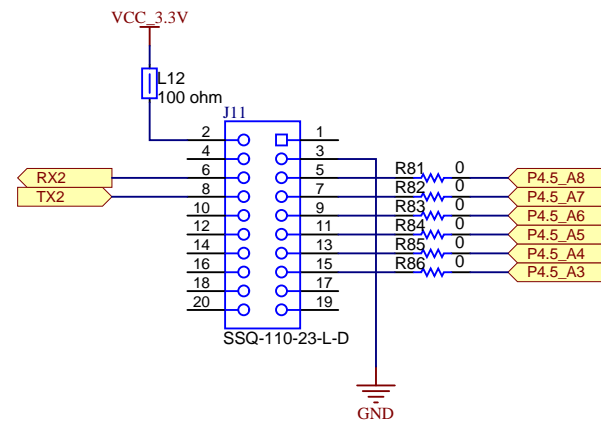 VCC_3.3V
L12
100 ohm
J11
2 1
4 3
RX2 6 5 R81 0 P4.5_A8
TX2 8 7 R82 0 P4.5_A7
10 9 R83 0 P4.5_A6
12 11 R84 0 P4.5_A5
14 13 R85 0 P4.5_A4
16 15 R86 0 P4.5_A3
18 17
20 19
SSQ-110-23-L-D
GND